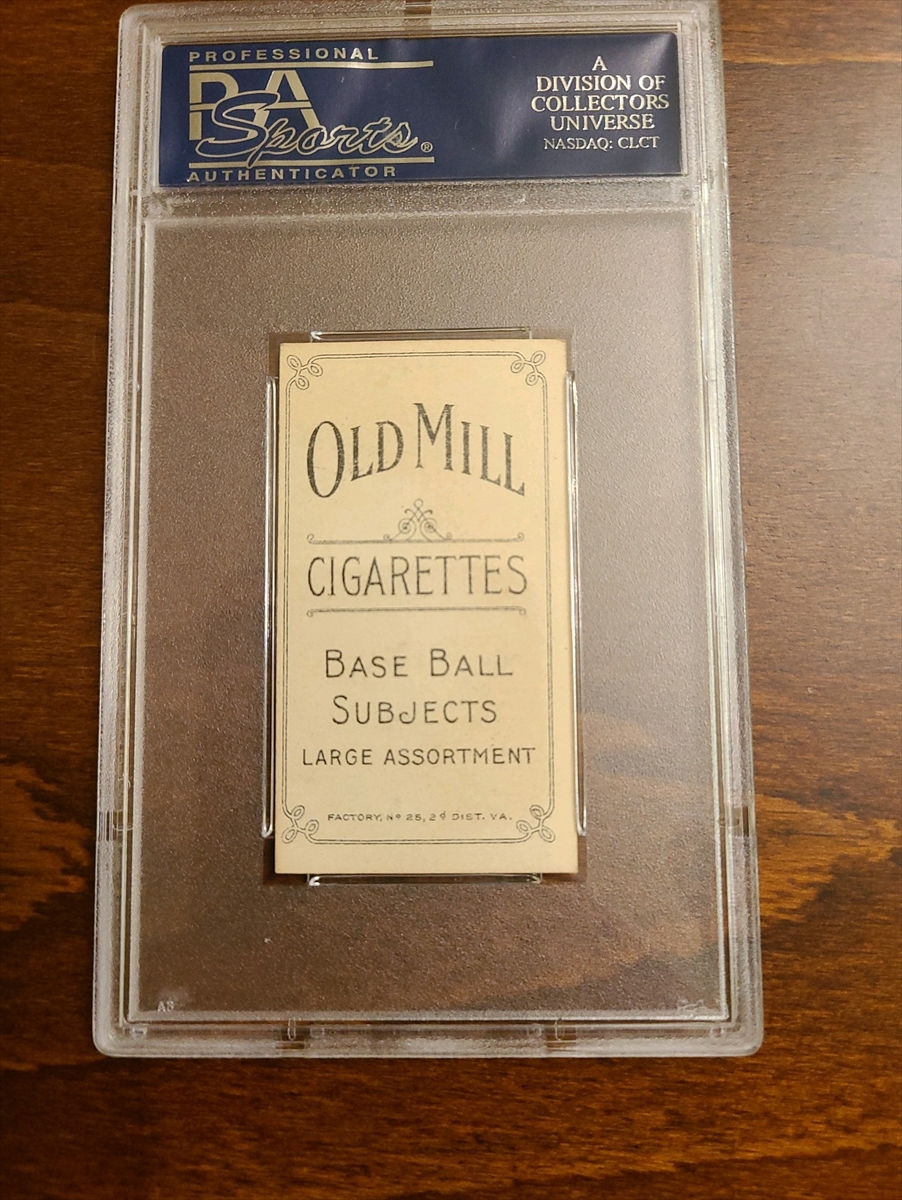 PROFESSIONAL
PSA
Sports®
AUTHENTICATOR
A
DIVISION OF
COLLECTORS
UNIVERSE
NASDAQ: CLCT
OLD MILL
CIGARETTES
BASE BALL
SUBJECTS
LARGE ASSORTMENT
FACTORY, Nº 25, 2ᵈ DIST. VA.